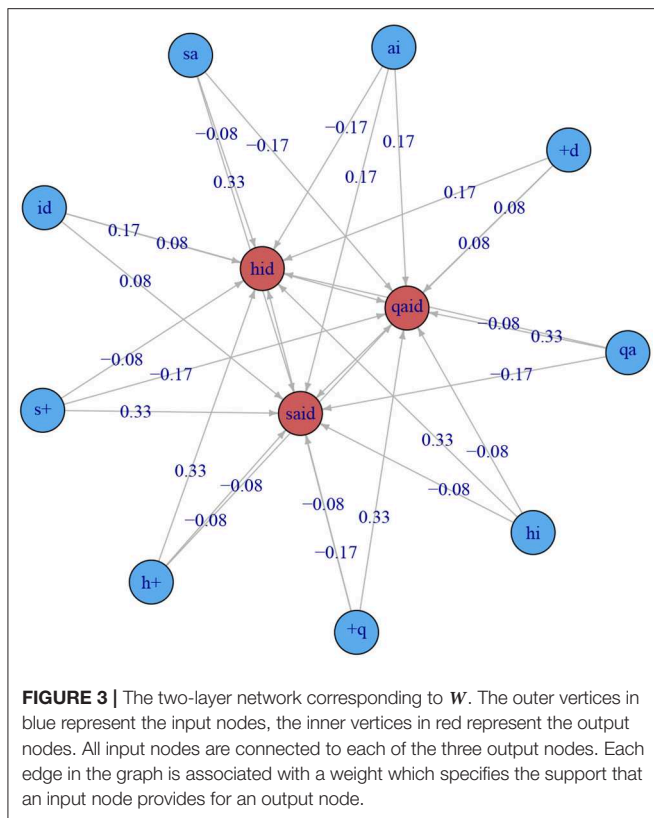 sa
ai
+d
−0.08
−0.17
−0.17
0.17
0.33
0.17
0.17
0.08
id
0.17
0.08
0.08
hid
0.08
qaid
−0.08
0.33
qa
−0.08
−0.17
−0.17
s+
0.33
said
0.33
−0.08
0.33
−0.08
−0.08
−0.08
−0.08
0.33
hi
−0.17
h+
+q
FIGURE 3 | The two-layer network corresponding to W. The outer vertices in
blue represent the input nodes, the inner vertices in red represent the output
nodes. All input nodes are connected to each of the three output nodes. Each
edge in the graph is associated with a weight which specifies the support that
an input node provides for an output node.